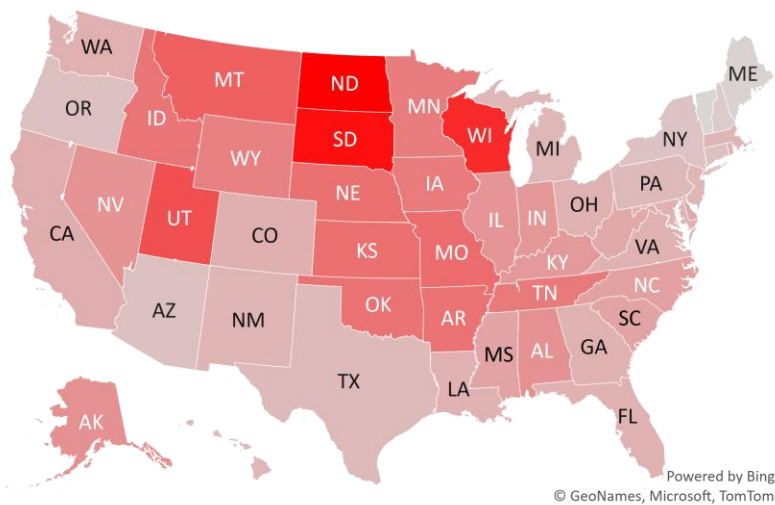 WA
ME
MT
ND
OR
MN
ID
SD
WI
NY
MI
WY
PA
IA
NE
NV
OH
UT
IL
IN
CO
CA
VA
KS
MO
KY
NC
TN
OK
AZ
NM
AR
SC
MS
AL
GA
TX
LA
FL
AK
Powered by Bing
© GeoNames, Microsoft, TomTom